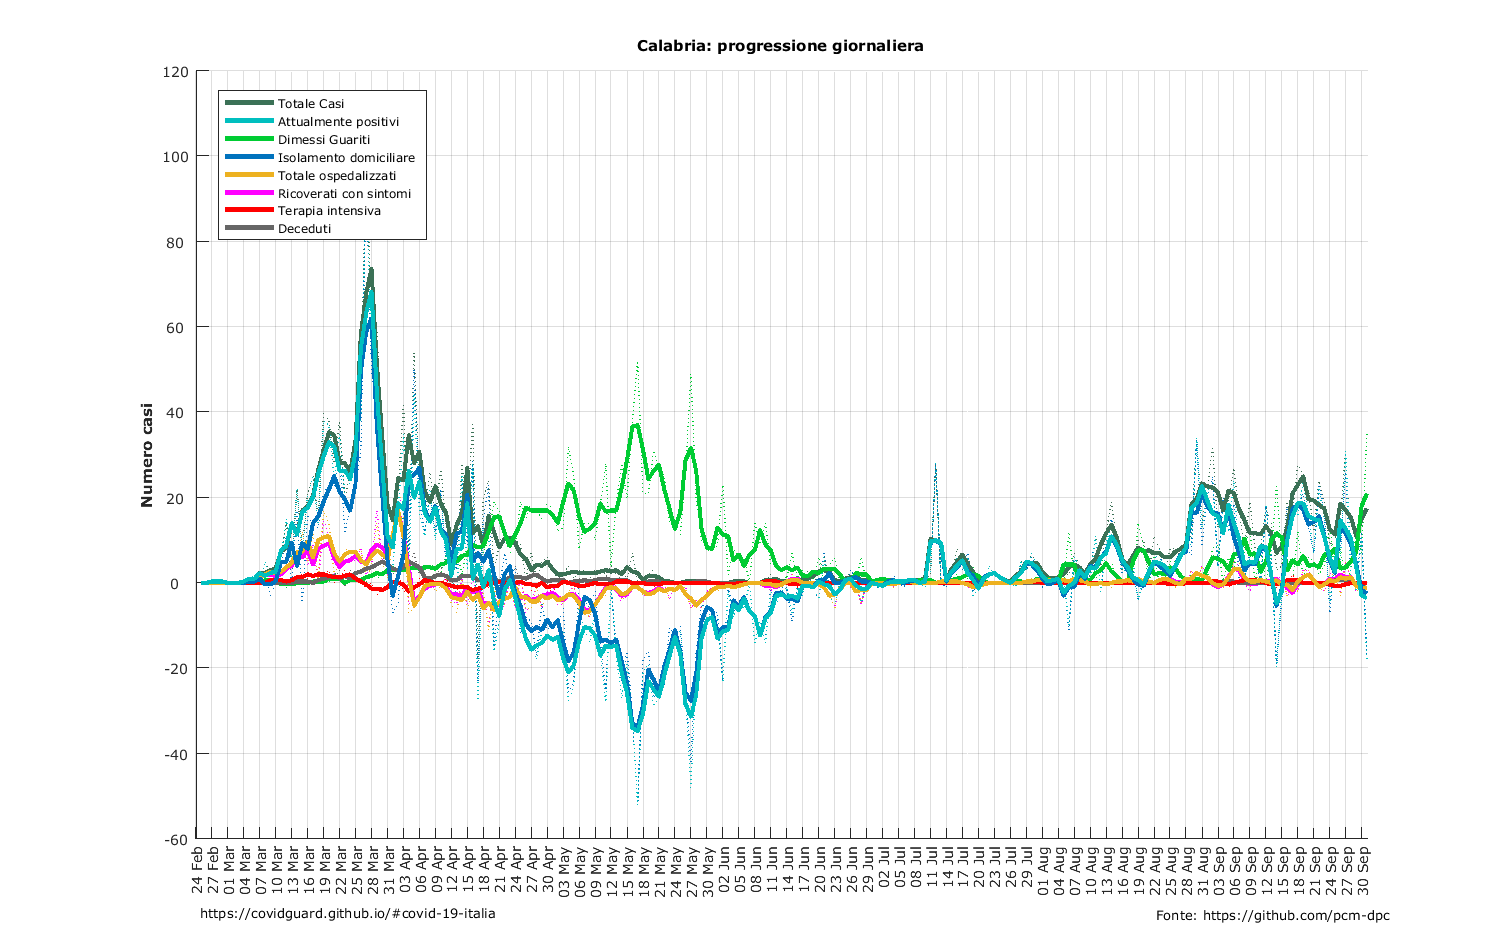 Calabria: progressione giornaliera
Numero casi
120
100
80
60
40
20
0
-20
-40
-60
Totale Casi
Attualmente positivi
Dimessi Guariti
Isolamento domiciliare
Totale ospedalizzati
Ricoverati con sintomi
Terapia intensiva
Deceduti
24 Feb
27 Feb
01 Mar
04 Mar
07 Mar
10 Mar
13 Mar
16 Mar
19 Mar
22 Mar
25 Mar
28 Mar
31 Mar
03 Apr
06 Apr
09 Apr
12 Apr
15 Apr
18 Apr
21 Apr
24 Apr
27 Apr
30 Apr
03 May
06 May
09 May
12 May
15 May
18 May
21 May
24 May
27 May
30 May
02 Jun
05 Jun
08 Jun
11 Jun
14 Jun
17 Jun
20 Jun
23 Jun
26 Jun
29 Jun
02 Jul
05 Jul
08 Jul
11 Jul
14 Jul
17 Jul
20 Jul
23 Jul
26 Jul
29 Jul
01 Aug
04 Aug
07 Aug
10 Aug
13 Aug
16 Aug
19 Aug
22 Aug
25 Aug
28 Aug
31 Aug
03 Sep
06 Sep
09 Sep
12 Sep
15 Sep
18 Sep
21 Sep
24 Sep
27 Sep
30 Sep
https://covidguard.github.io/#covid-19-italia
Fonte: https://github.com/pcm-dpc